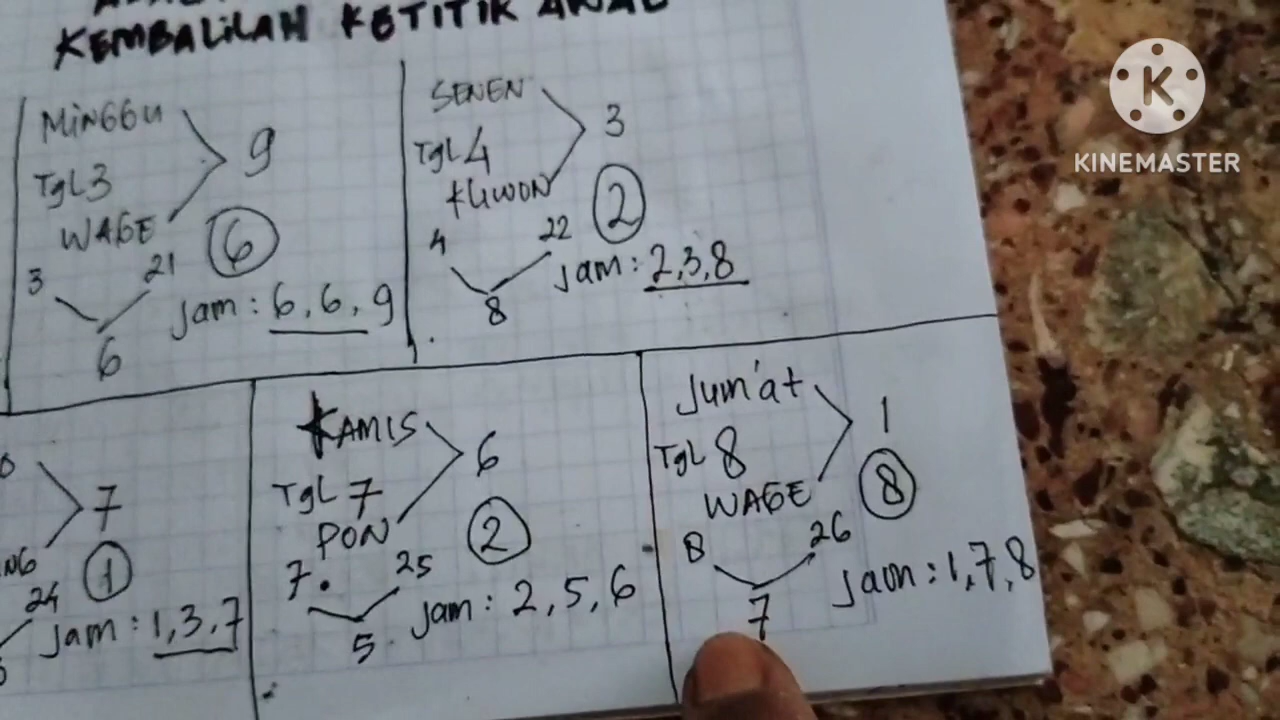 KEMBALILAH KETITIK AWAL
MINGGU
9
Tgl 3
WAGE
6
3
21
6
Jam : 6, 6, 9
SENEN
3
Tgl 4
KLIWON
2
4
22
8
Jam : 2,3,8
7
1
24
Jam : 1,3,7
KAMIS
6
Tgl 7
PON
2
7
25
5
Jam : 2, 5, 6
Jum'at
1
Tgl 8
WAGE
8
8
26
7
Jam : 1,7,8
K
KINEMASTER